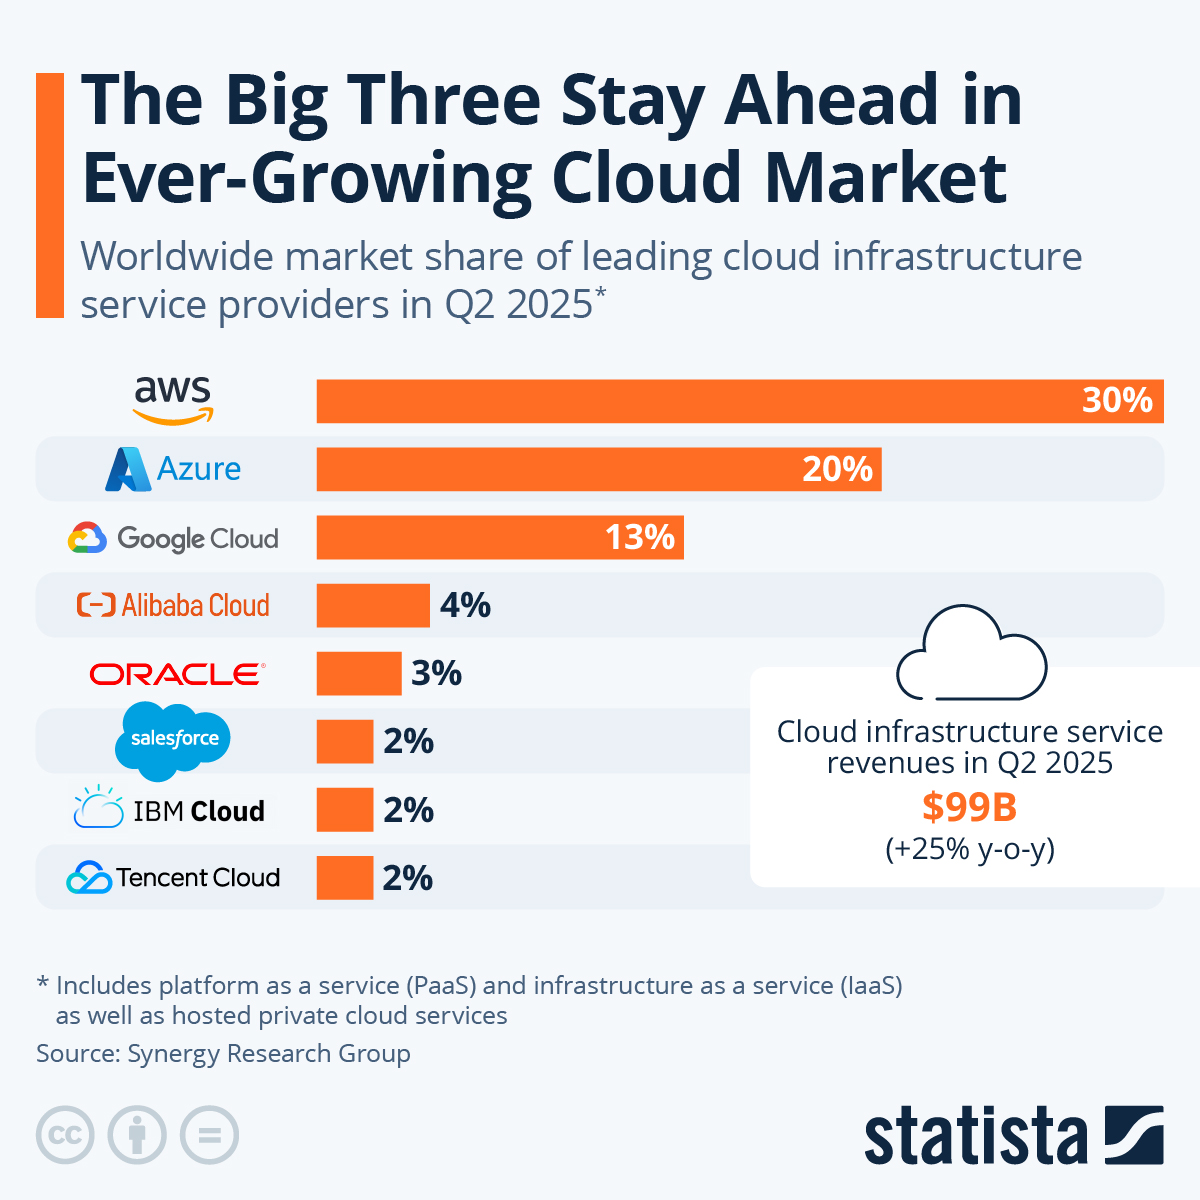 The Big Three Stay Ahead in
Ever-Growing Cloud Market
Worldwide market share of leading cloud infrastructure
service providers in Q2 2025*
aws
30%
Azure
20%
Google Cloud
13%
Alibaba Cloud
4%
ORACLE®
3%
salesforce
2%
IBM Cloud
2%
Tencent Cloud
2%
Cloud infrastructure service
revenues in Q2 2025
$99B
(+25% y-o-y)
* Includes platform as a service (PaaS) and infrastructure as a service (IaaS)
as well as hosted private cloud services
Source: Synergy Research Group
cc
statista